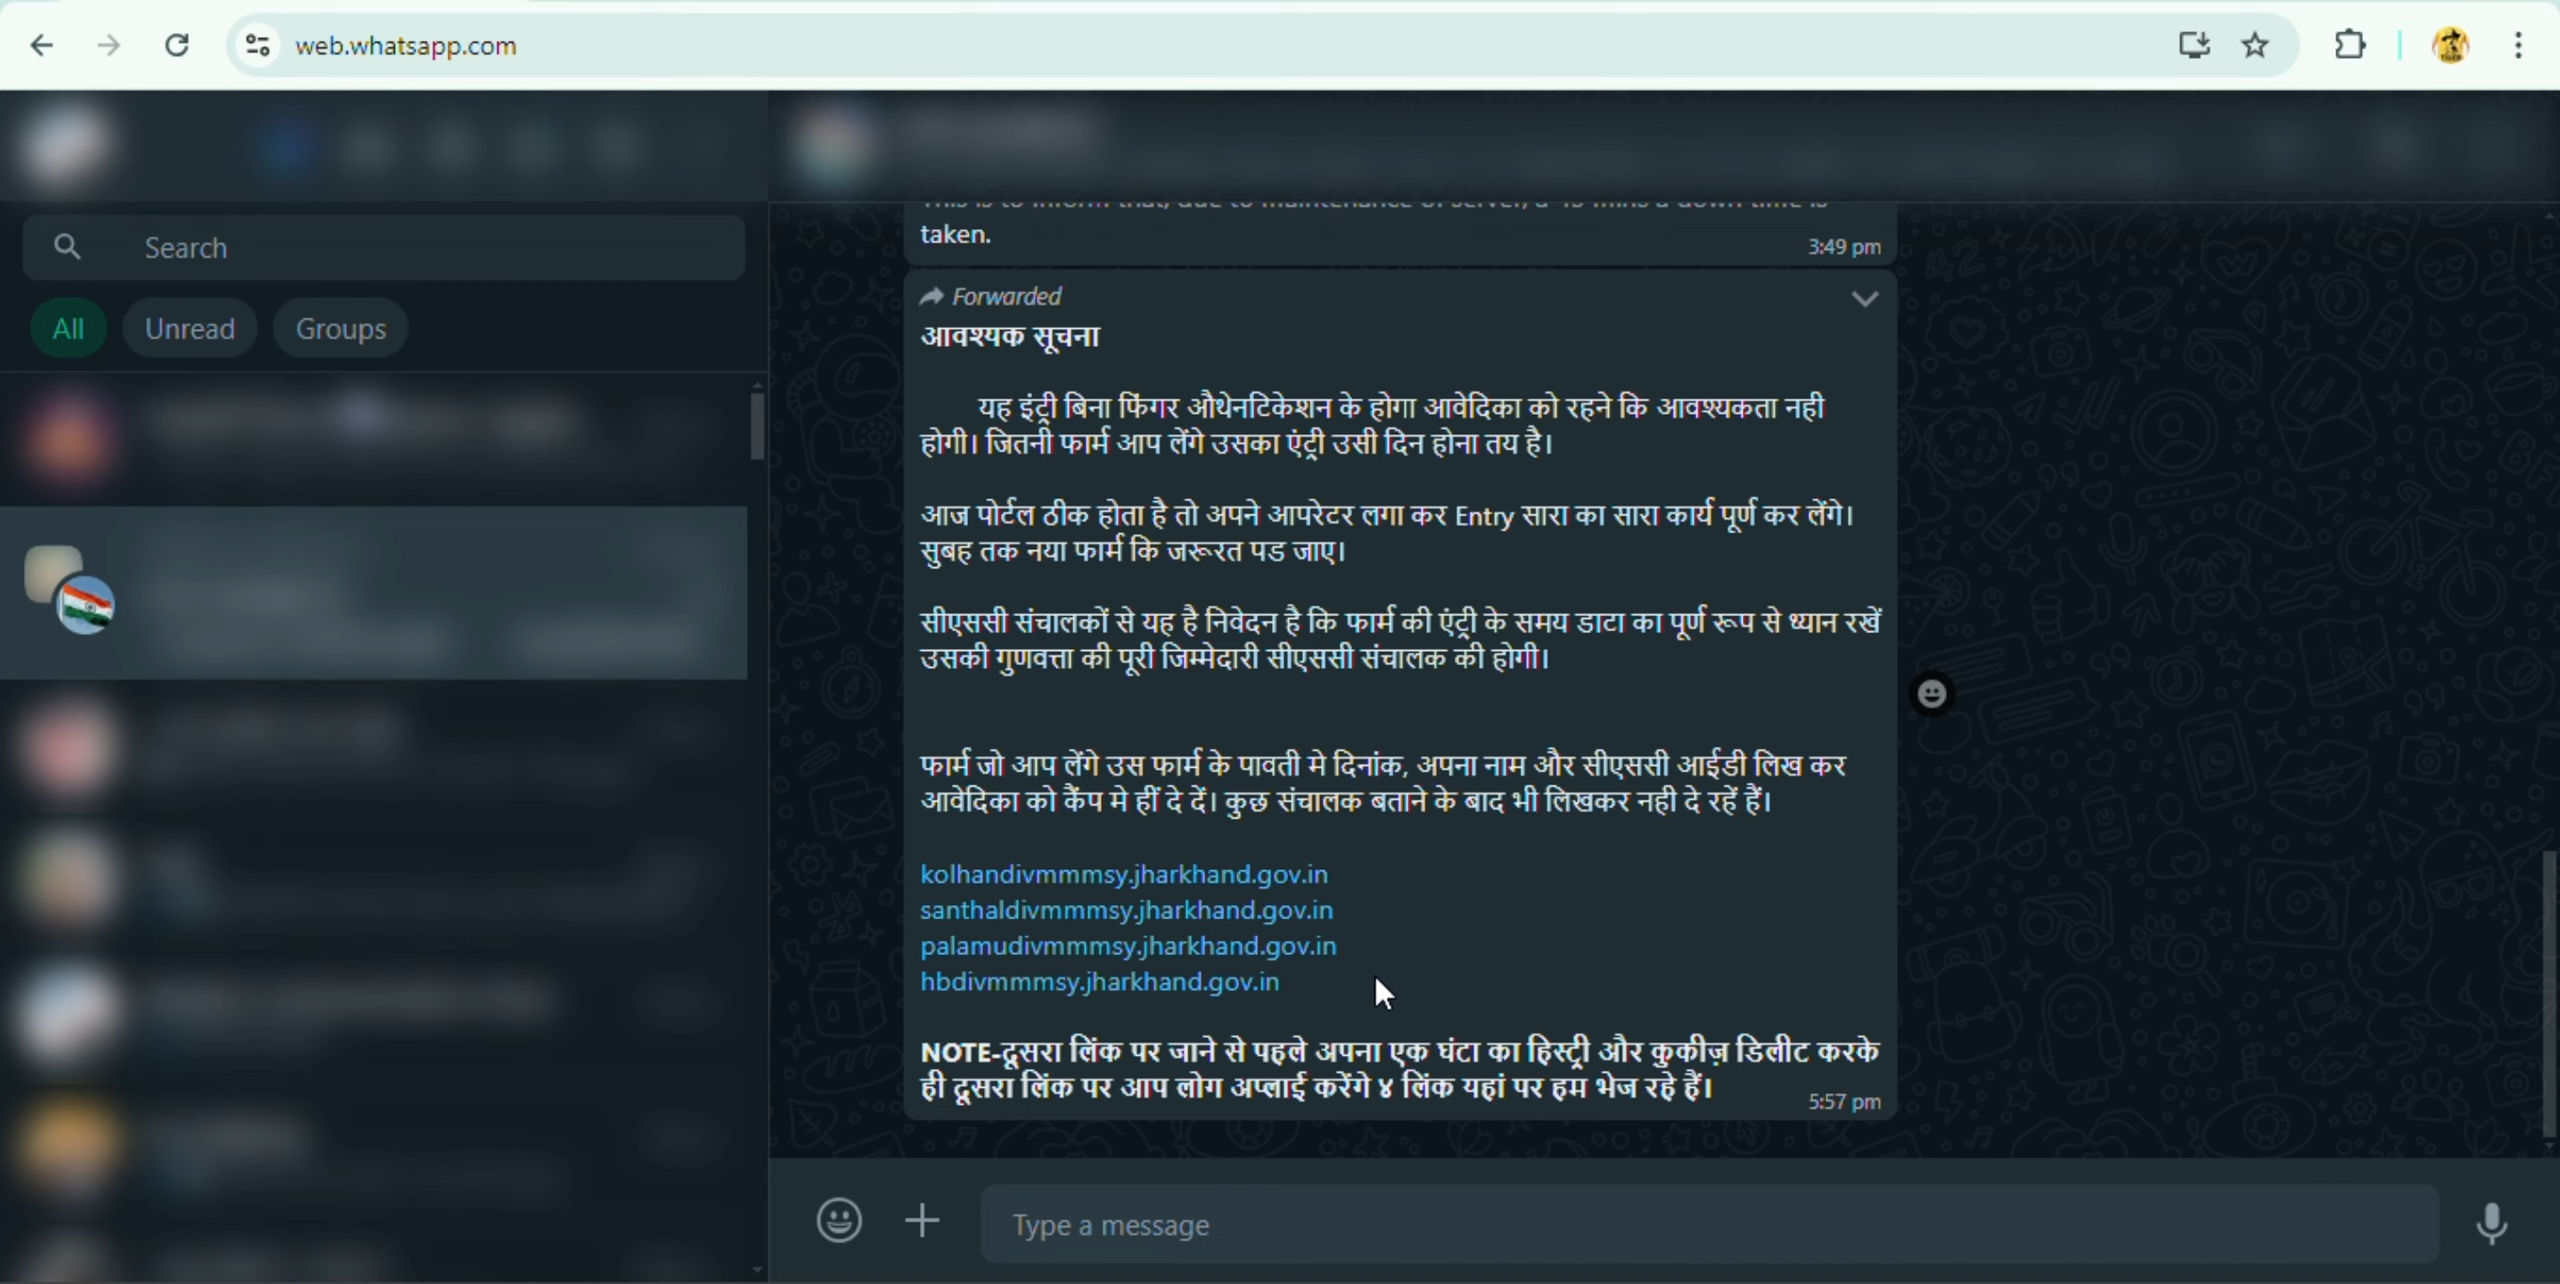 web.whatsapp.com
Search
All Unread Groups
taken.
3:49 pm
Forwarded
आवश्यक सूचना
यह इंट्री बिना फिंगर औथेनटिकेशन के होगा आवेदिका को रहने कि आवश्यकता नही
होगी। जितनी फार्म आप लेंगे उसका एंट्री उसी दिन होना तय है।
आज पोर्टल ठीक होता है तो अपने आपरेटर लगा कर Entry सारा का सारा कार्य पूर्ण कर लेंगे।
सुबह तक नया फार्म कि जरूरत पड जाए।
सीएससी संचालकों से यह है निवेदन है कि फार्म की एंट्री के समय डाटा का पूर्ण रूप से ध्यान रखें
उसकी गुणवत्ता की पूरी जिम्मेदारी सीएससी संचालक की होगी।
फार्म जो आप लेंगे उस फार्म के पावती मे दिनांक, अपना नाम और सीएससी आईडी लिख कर
आवेदिका को कैंप मे हीं दे दें। कुछ संचालक बताने के बाद भी लिखकर नही दे रहें हैं।
kolhandivmmmsy.jharkhand.gov.in
santhaldivmmmsy.jharkhand.gov.in
palamudivmmmsy.jharkhand.gov.in
hbdivmmmsy.jharkhand.gov.in
NOTE-दूसरा लिंक पर जाने से पहले अपना एक घंटा का हिस्ट्री और कुकीज़ डिलीट करके
ही दूसरा लिंक पर आप लोग अप्लाई करेंगे ४ लिंक यहां पर हम भेज रहे हैं।
5:57 pm
Type a message